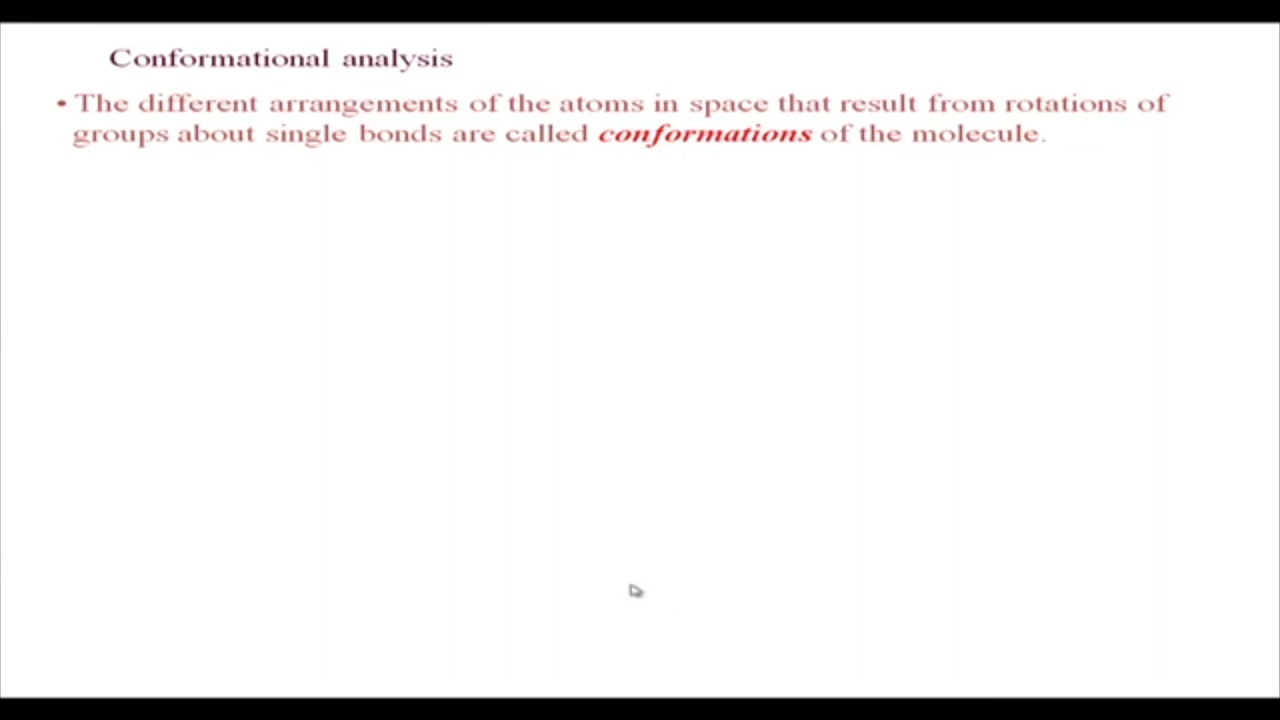 Conformational analysis
• The different arrangements of the atoms in space that result from rotations of
groups about single bonds are called conformations of the molecule.